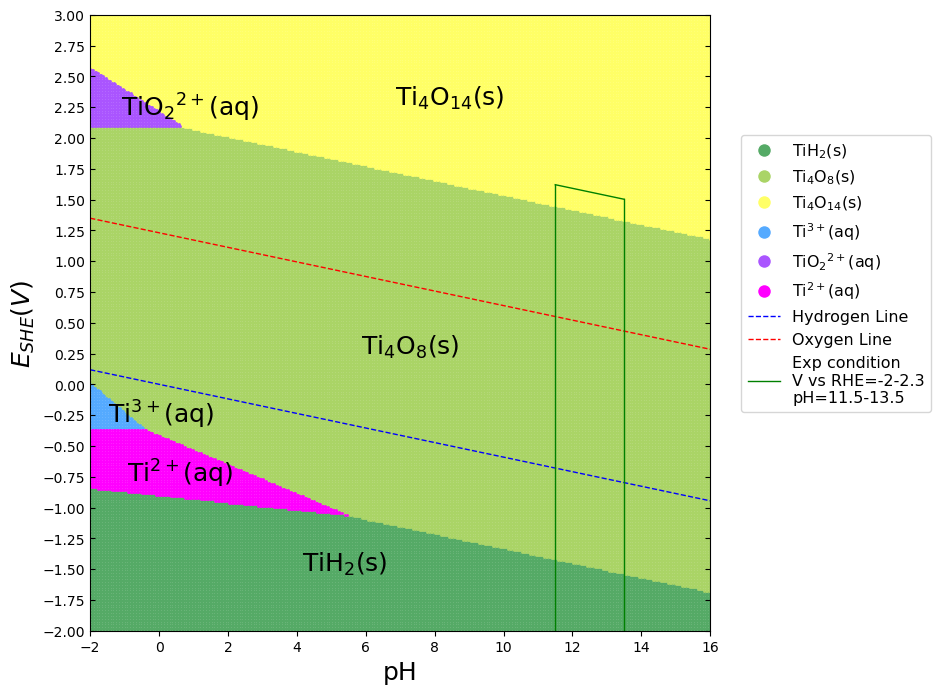 3.00
2.75
2.50
2.25
2.00
1.75
1.50
1.25
1.00
0.75
0.50
0.25
0.00
−0.25
−0.50
−0.75
−1.00
−1.25
−1.50
−1.75
−2.00
E_{SHE}(V)
TiO₂²⁺(aq)
Ti₄O₁₄(s)
Ti₄O₈(s)
Ti³⁺(aq)
Ti²⁺(aq)
TiH₂(s)
−2 0 2 4 6 8 10 12 14 16
pH
TiH₂(s)
Ti₄O₈(s)
Ti₄O₁₄(s)
Ti³⁺(aq)
TiO₂²⁺(aq)
Ti²⁺(aq)
Hydrogen Line
Oxygen Line
Exp condition
V vs RHE=-2-2.3
pH=11.5-13.5